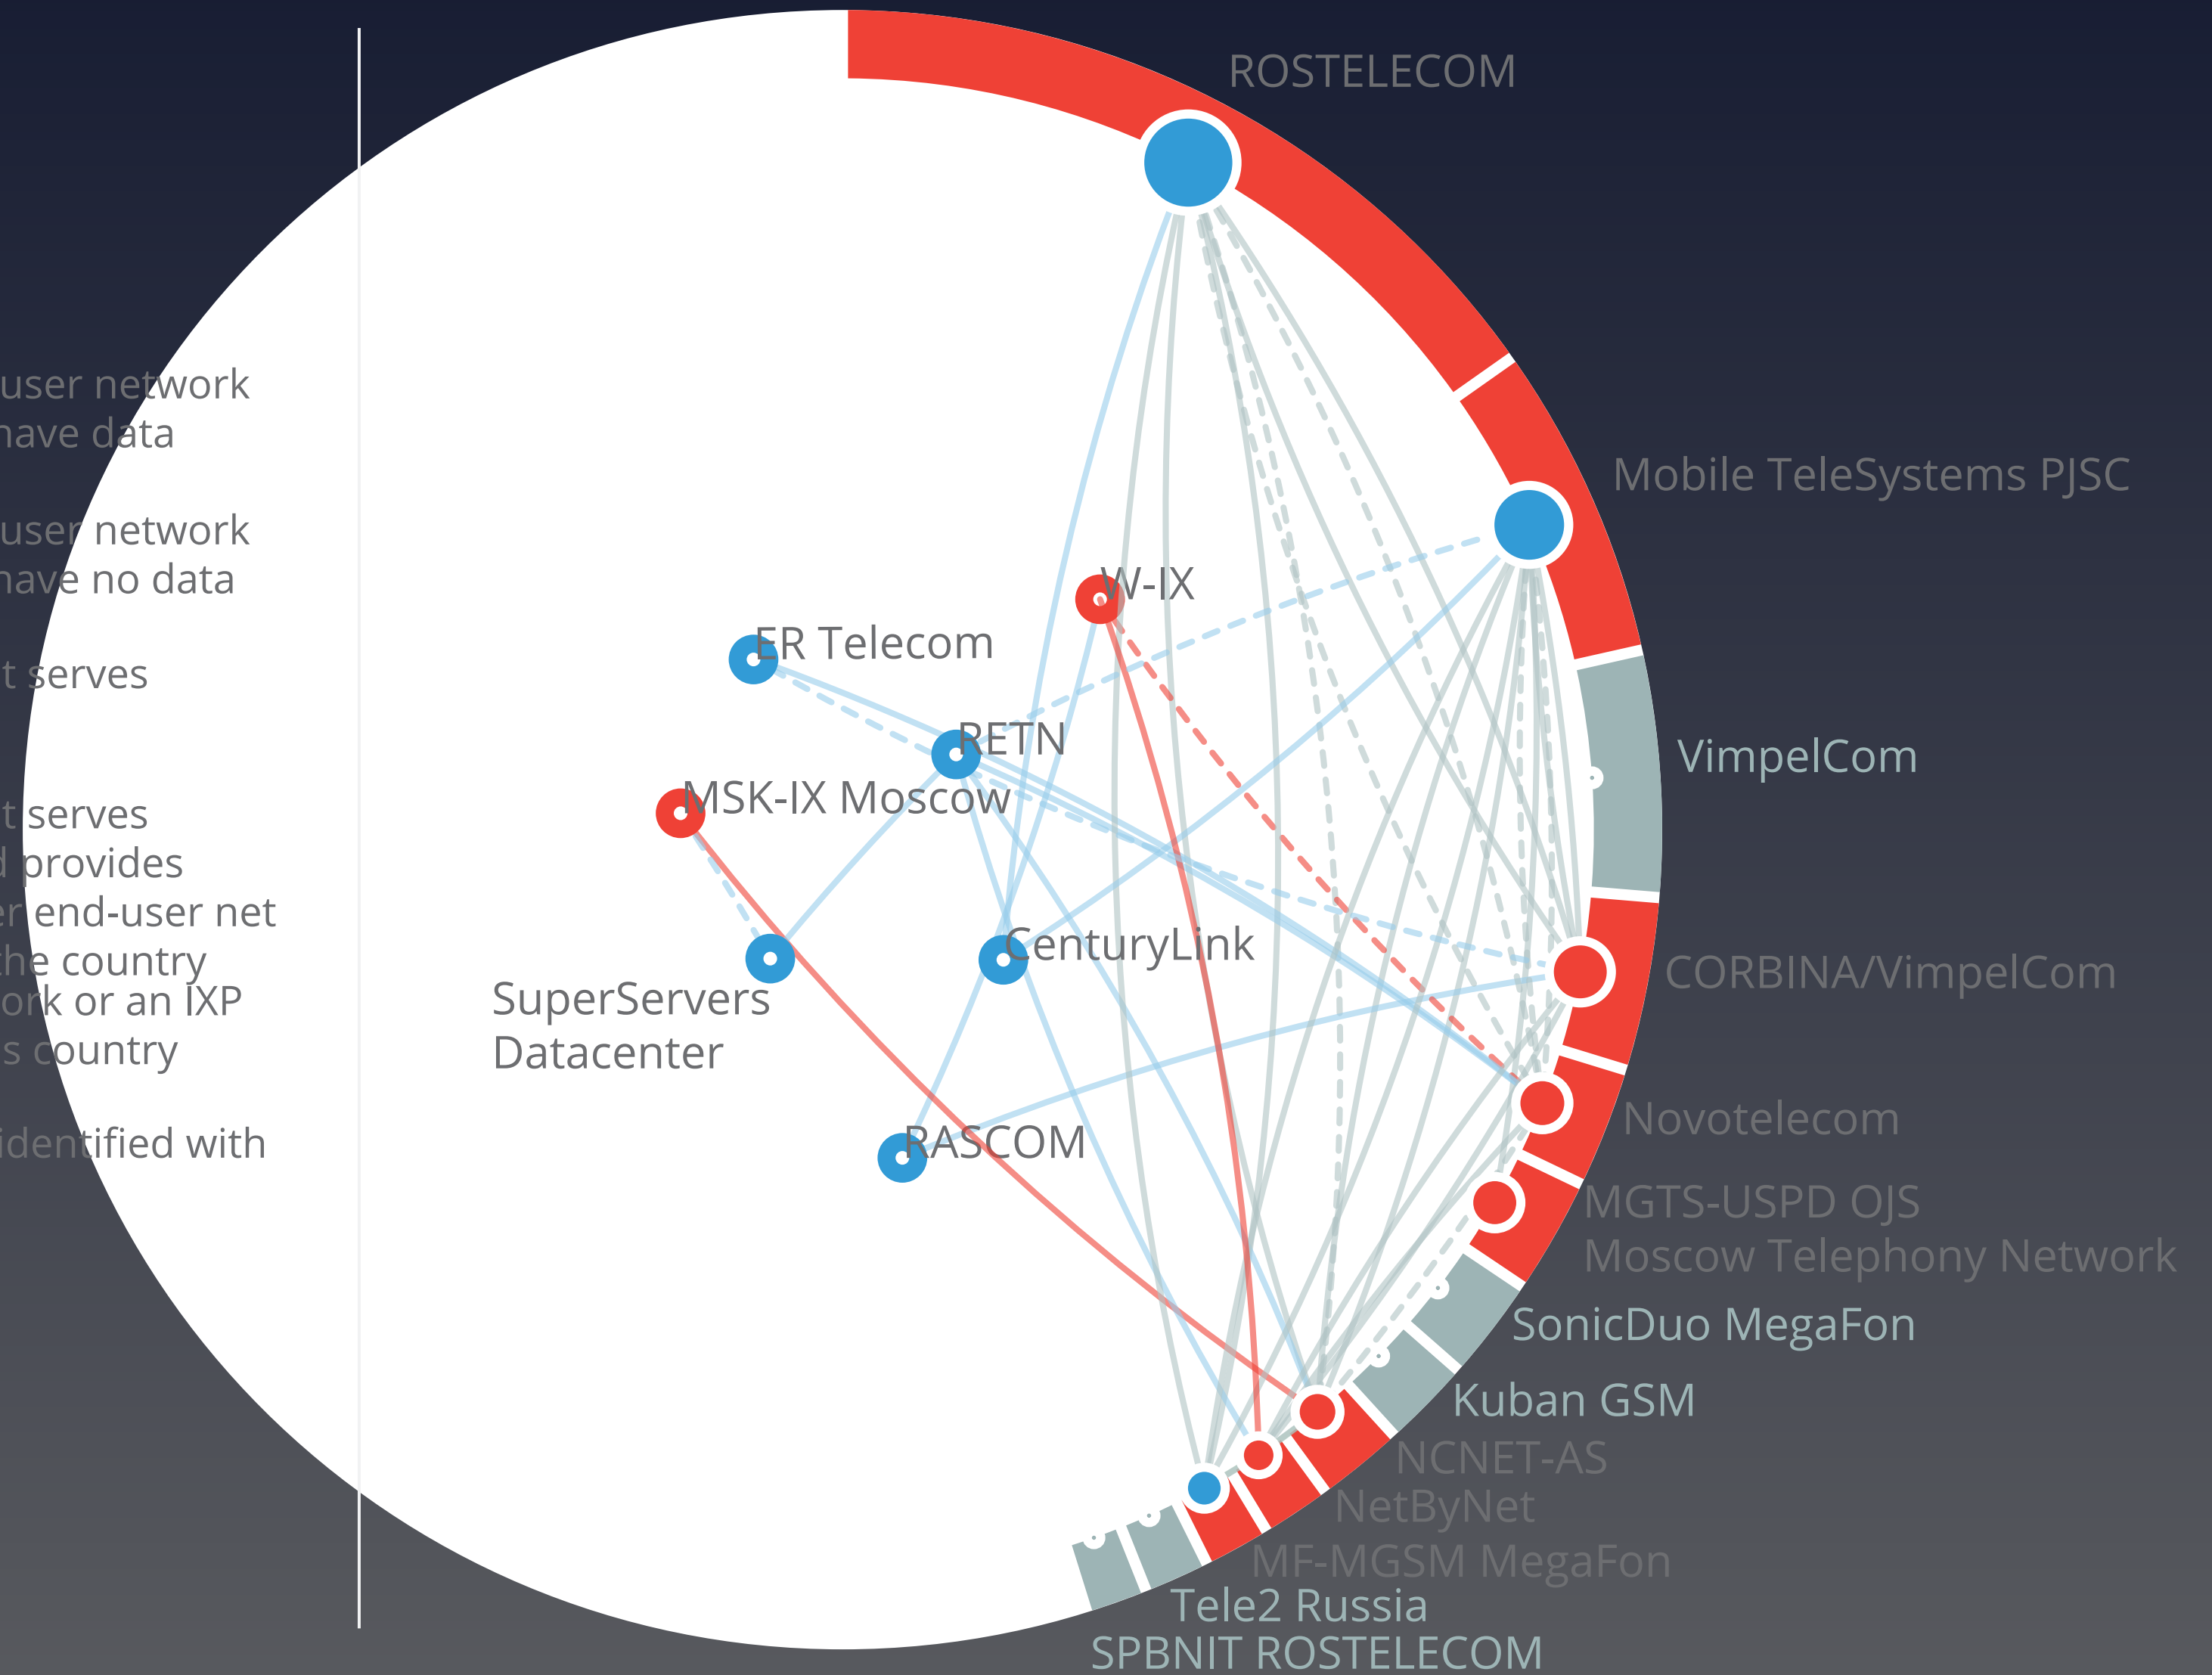 user network
have data
user network
have no data
t serves
t serves
d provides
er end-user net
the country
ork or an IXP
s country
identified with
ROSTELECOM
Mobile TeleSystems PJSC
W-IX
ER Telecom
RETN
VimpelCom
MSK-IX Moscow
CenturyLink
CORBINA/VimpelCom
SuperServers
Datacenter
RASCOM
Novotelecom
MGTS-USPD OJS
Moscow Telephony Network
SonicDuo MegaFon
Kuban GSM
NCNET-AS
NetByNet
MF-MGSM MegaFon
Tele2 Russia
SPBNIT ROSTELECOM